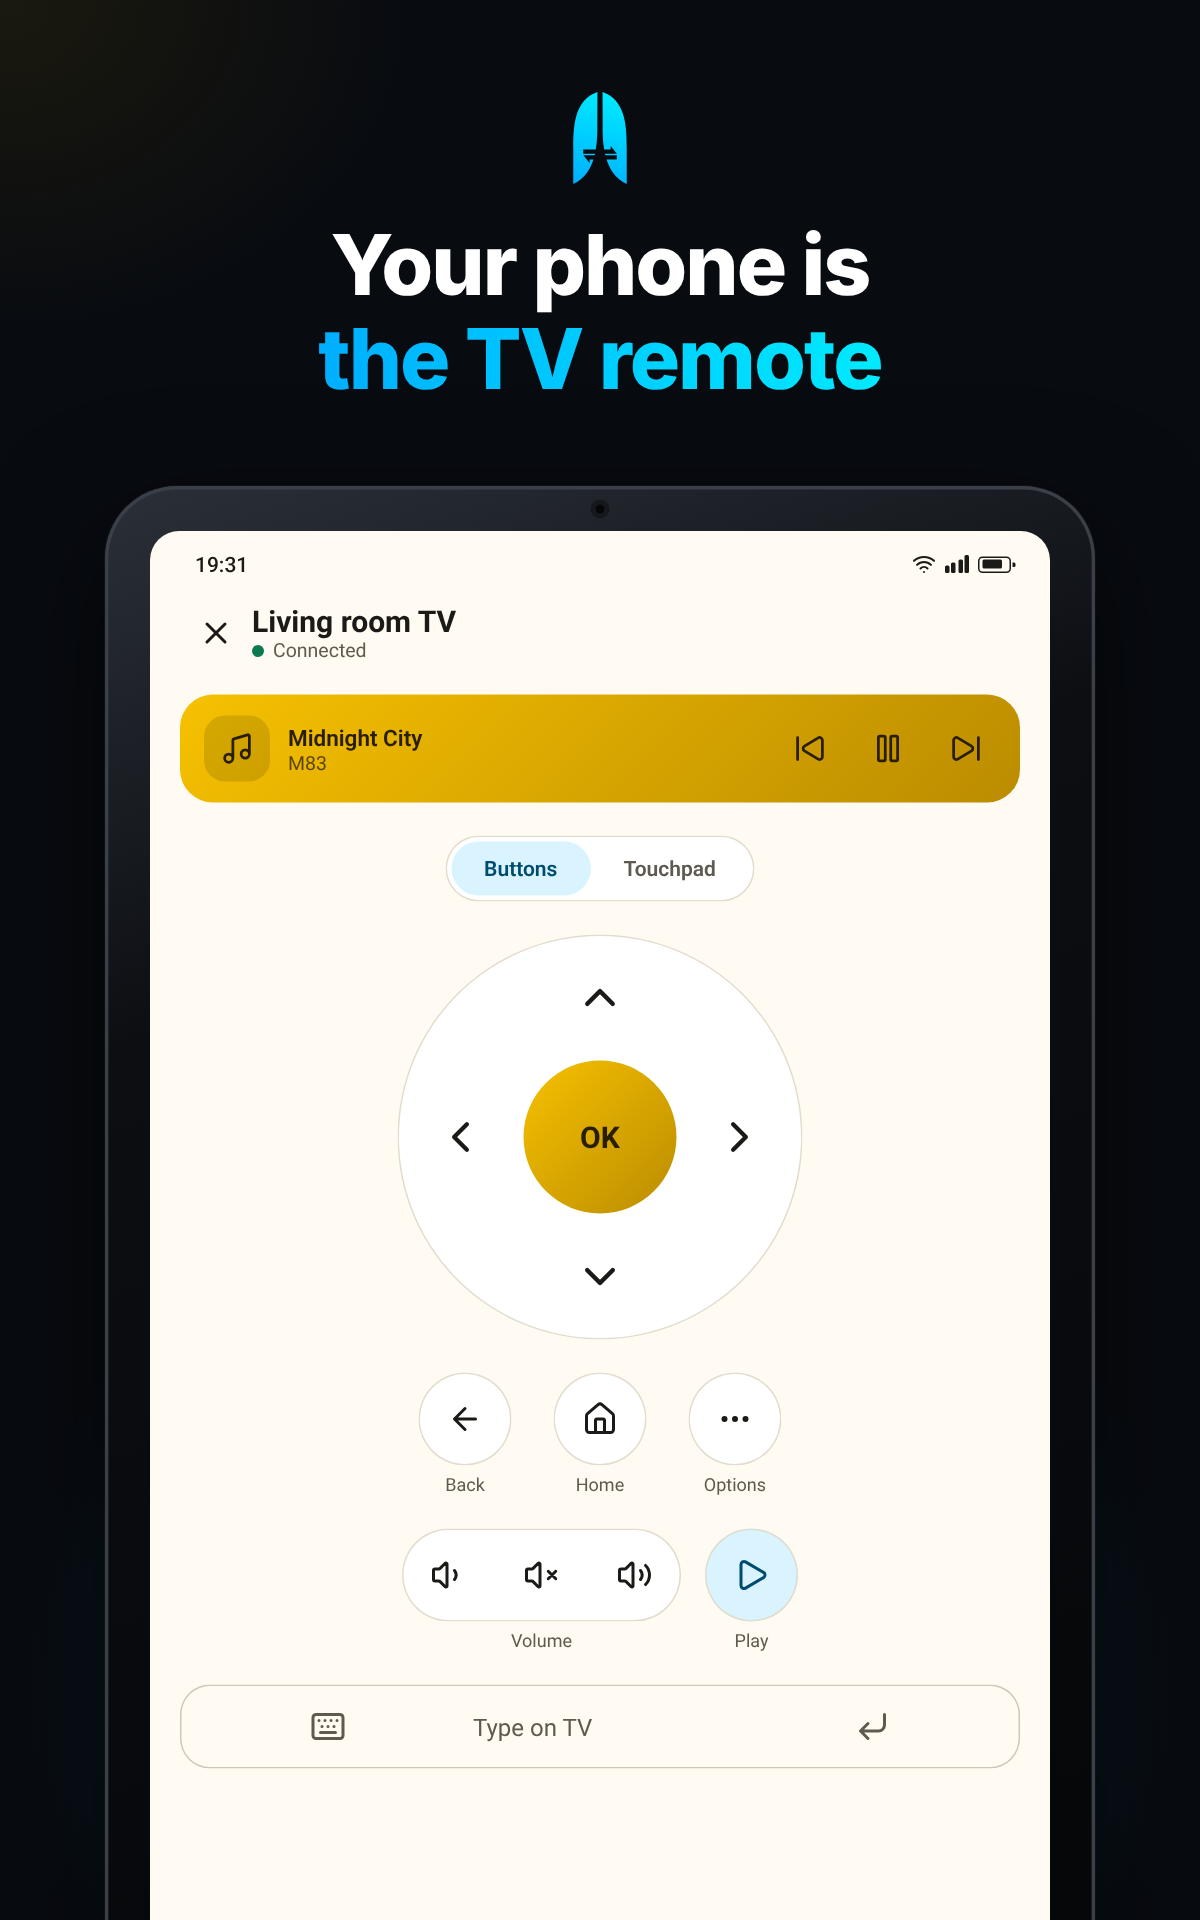 Your phone is
the TV remote
19:31
Living room TV
Connected
Midnight City
M83
Buttons
Touchpad
OK
Back
Home
Options
Volume
Play
Type on TV